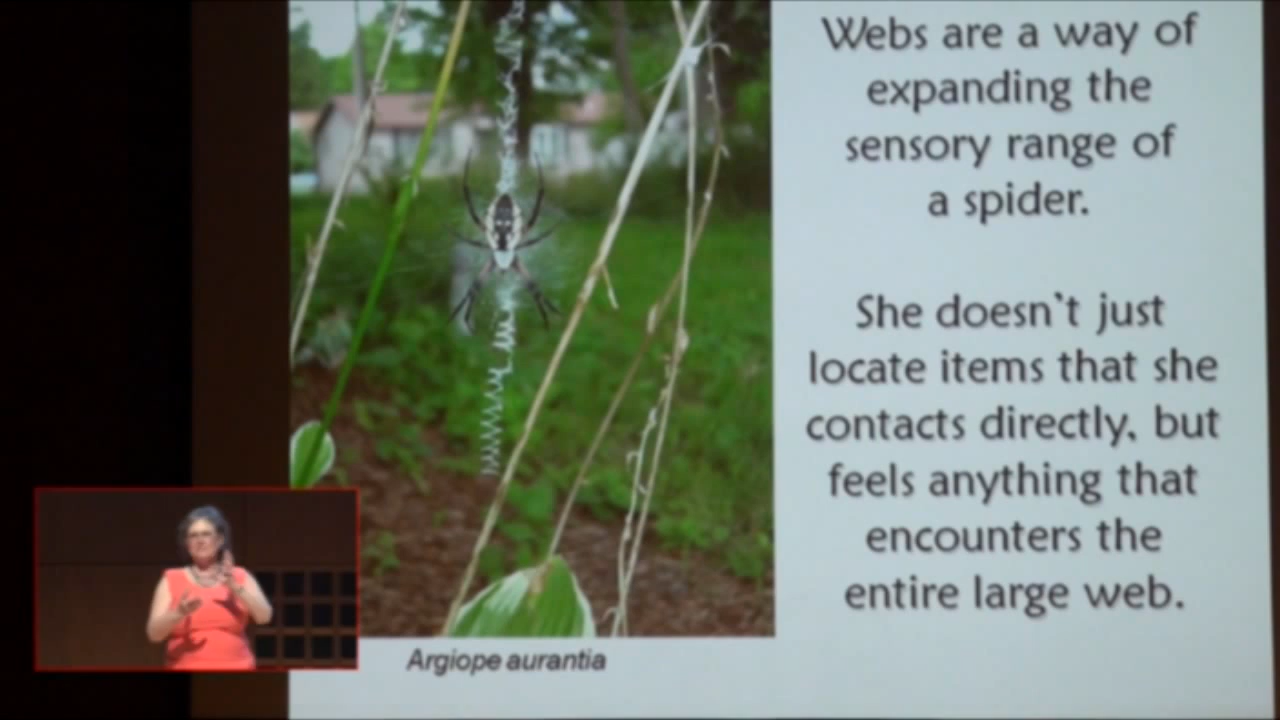 Webs are a way of
expanding the
sensory range of
a spider.
She doesn't just
locate items that she
contacts directly, but
feels anything that
encounters the
entire large web.
Argiope aurantia